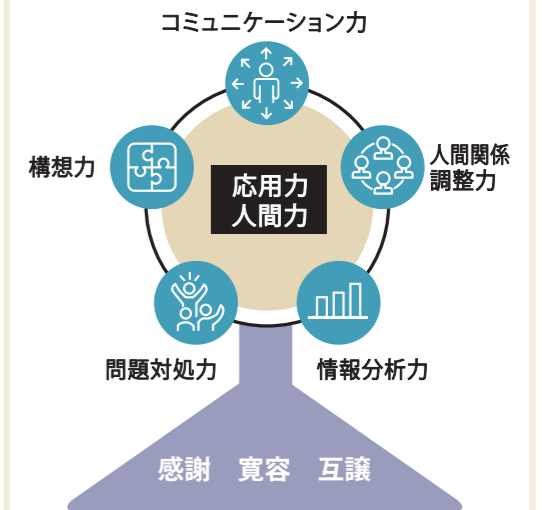 コミュニケーション力
構想力
人間関係
調整力
応用力
人間力
問題対処力
情報分析力
感謝 寛容 互譲